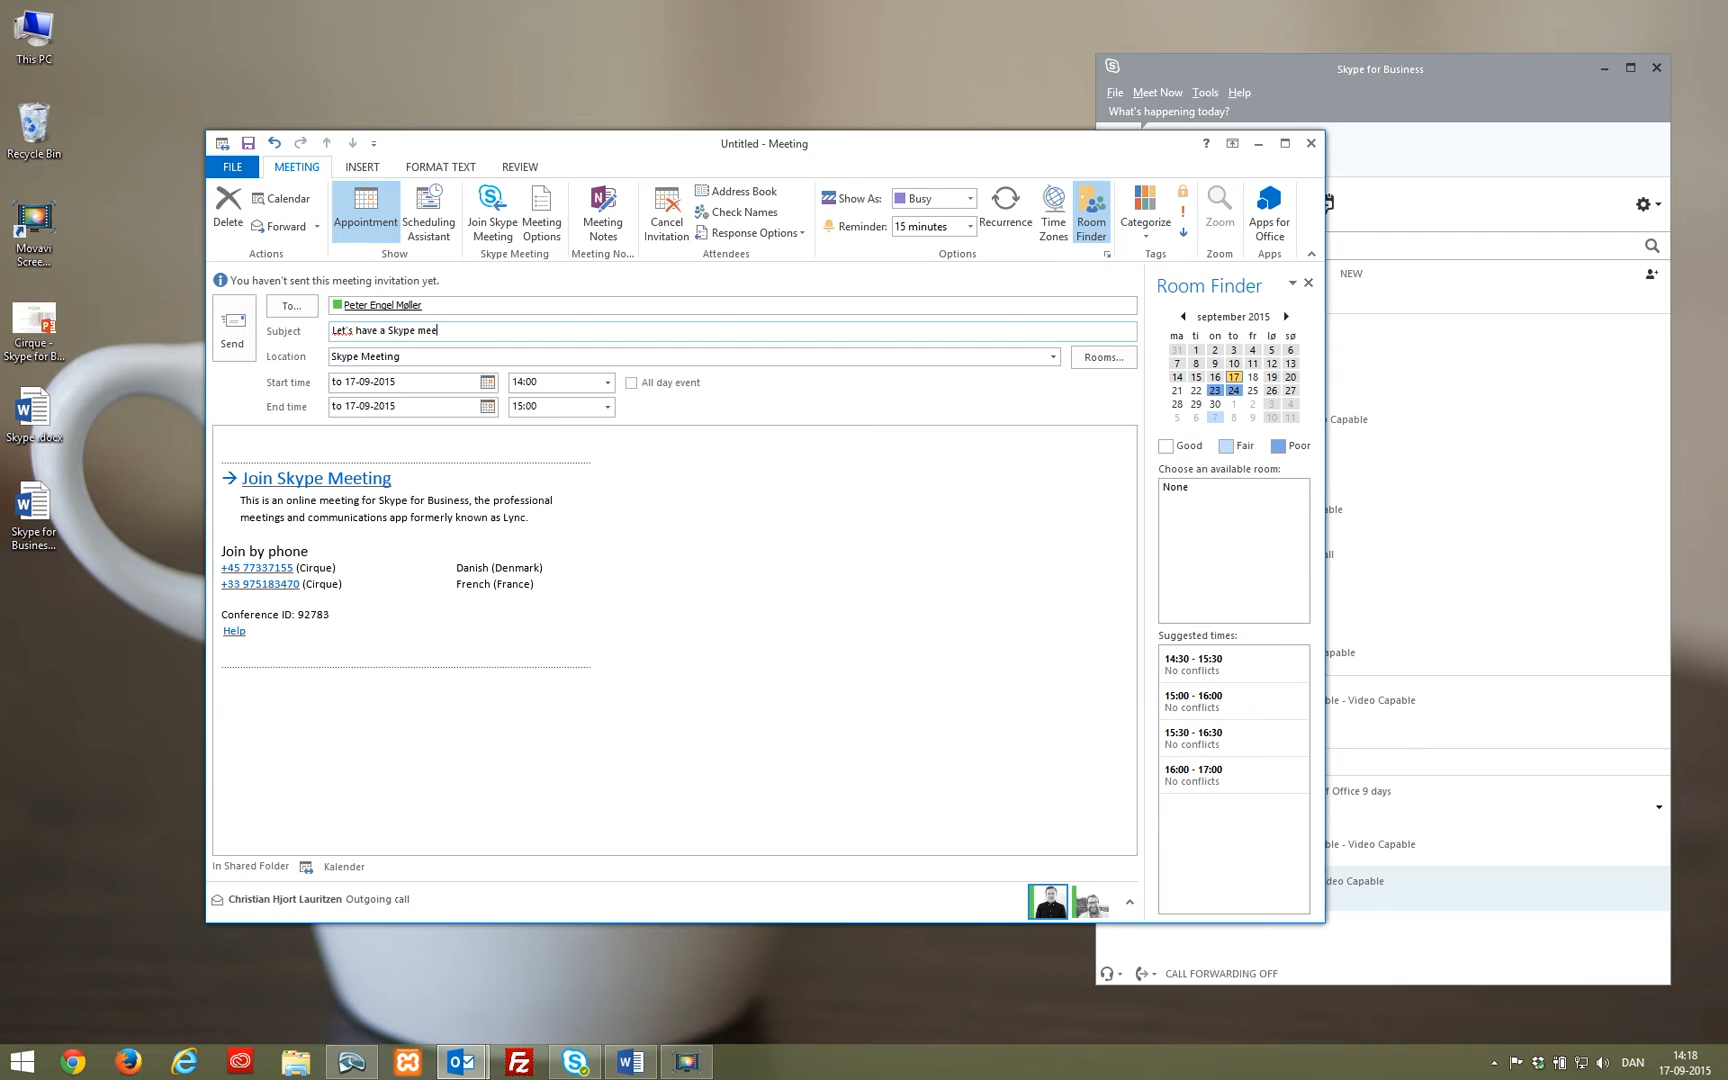 This PC
Recycle Bin
Movavi
Scree...
Cirque -
Skype for B...
Skype .docx
Skype for
Busines...
Skype for Business
File Meet Now Tools Help
What's happening today?
NEW
o Capable
able
all
apable
ble - Video Capable
f Office 9 days
ble - Video Capable
deo Capable
CALL FORWARDING OFF
Untitled - Meeting
FILE MEETING INSERT FORMAT TEXT REVIEW
Delete
Calendar
Forward
Actions
Appointment
Scheduling
Assistant
Show
Join Skype
Meeting
Meeting
Options
Skype Meeting
Meeting
Notes
Meeting No...
Cancel
Invitation
Address Book
Check Names
Response Options
Attendees
Show As: Busy
Reminder: 15 minutes
Recurrence
Time
Zones
Room
Finder
Options
Categorize
Tags
Zoom
Zoom
Apps for
Office
Apps
You haven't sent this meeting invitation yet.
Send
To... Peter Engel Møller
Subject Let's have a Skype mee
Location Skype Meeting Rooms...
Start time to 17-09-2015 14:00 All day event
End time to 17-09-2015 15:00
Join Skype Meeting
This is an online meeting for Skype for Business, the professional
meetings and communications app formerly known as Lync.
Join by phone
+45 77337155 (Cirque) Danish (Denmark)
+33 975183470 (Cirque) French (France)
Conference ID: 92783
Help
In Shared Folder Kalender
Christian Hjort Lauritzen Outgoing call
Room Finder
september 2015
ma ti on to fr lø sø
31 1 2 3 4 5 6
7 8 9 10 11 12 13
14 15 16 17 18 19 20
21 22 23 24 25 26 27
28 29 30 1 2 3 4
5 6 7 8 9 10 11
Good Fair Poor
Choose an available room:
None
Suggested times:
14:30 - 15:30
No conflicts
15:00 - 16:00
No conflicts
15:30 - 16:30
No conflicts
16:00 - 17:00
No conflicts
DAN
14:18
17-09-2015